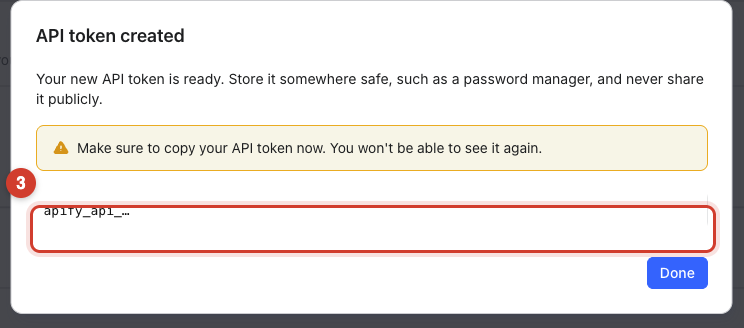 API token created
Your new API token is ready. Store it somewhere safe, such as a password manager, and never share
it publicly.
Make sure to copy your API token now. You won't be able to see it again.
3
apify_api_…
Done